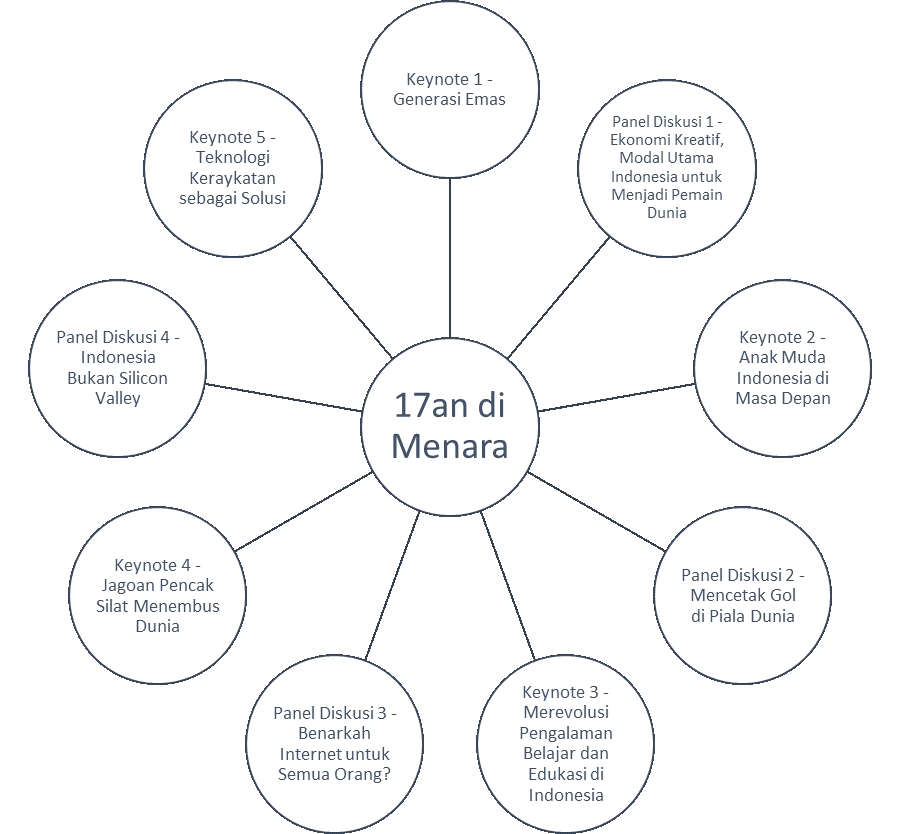 Keynote 1 -
Generasi Emas
Panel Diskusi 1 -
Ekonomi Kreatif,
Modal Utama
Indonesia untuk
Menjadi Pemain
Dunia
Keynote 2 -
Anak Muda
Indonesia di
Masa Depan
Panel Diskusi 2 -
Mencetak Gol
di Piala Dunia
Keynote 3 -
Merevolusi
Pengalaman
Belajar dan
Edukasi di
Indonesia
Panel Diskusi 3 -
Benarkah
Internet untuk
Semua Orang?
Keynote 4 -
Jagoan Pencak
Silat Menembus
Dunia
Panel Diskusi 4 -
Indonesia
Bukan Silicon
Valley
Keynote 5 -
Teknologi
Keraykatan
sebagai Solusi
17an di
Menara